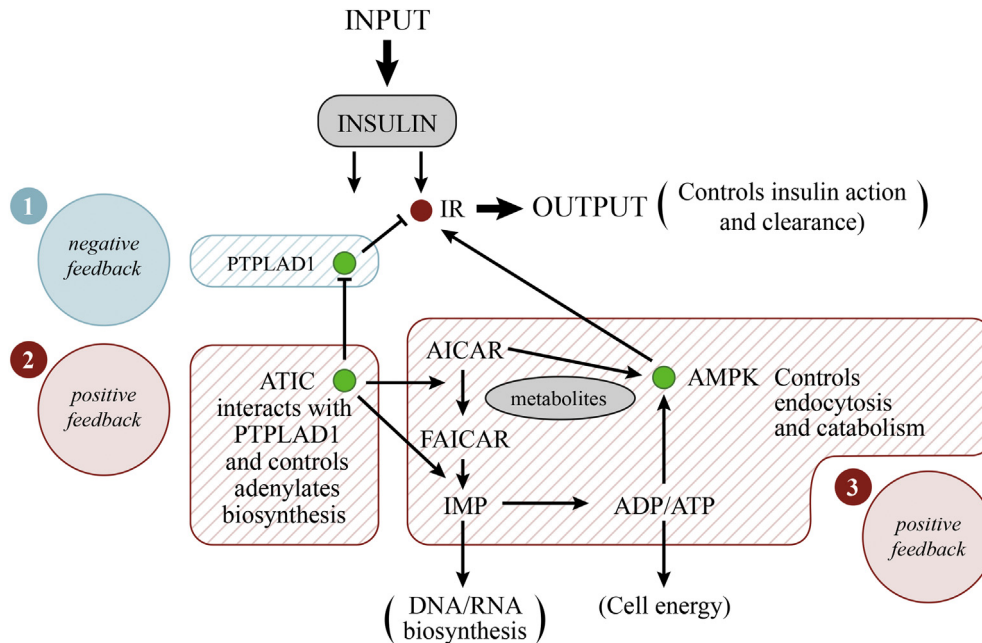 INPUT
INSULIN
1
negative
feedback
IR
OUTPUT
(Controls insulin action
and clearance)
PTPLAD1
2
positive
feedback
ATIC
interacts with
PTPLAD1
and controls
adenylates
biosynthesis
AICAR
metabolites
FAICAR
IMP
AMPK
Controls
endocytosis
and catabolism
ADP/ATP
3
positive
feedback
(DNA/RNA
biosynthesis)
(Cell energy)